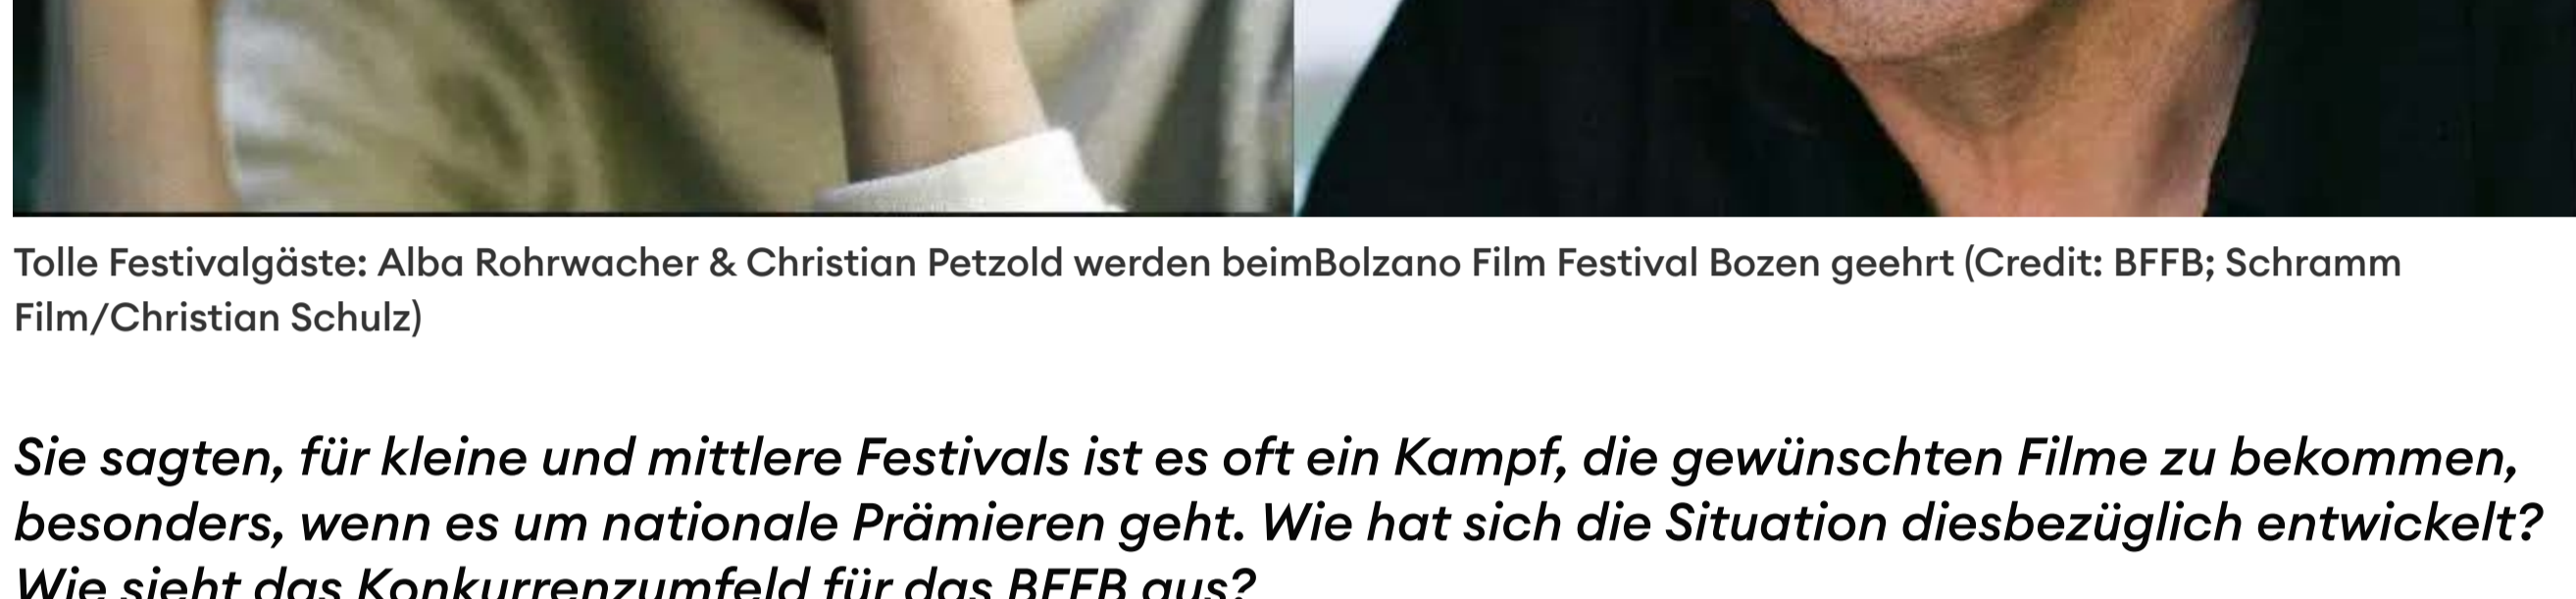 Tolle Festivalgäste: Alba Rohrwacher & Christian Petzold werden beimBolzano Film Festival Bozen geehrt (Credit: BFFB; Schramm
Film/Christian Schulz)
Sie sagten, für kleine und mittlere Festivals ist es oft ein Kampf, die gewünschten Filme zu bekommen,
besonders, wenn es um nationale Prämieren geht. Wie hat sich die Situation diesbezüglich entwickelt?
Wie sieht das Konkurrenzumfeld für das BFFB aus?